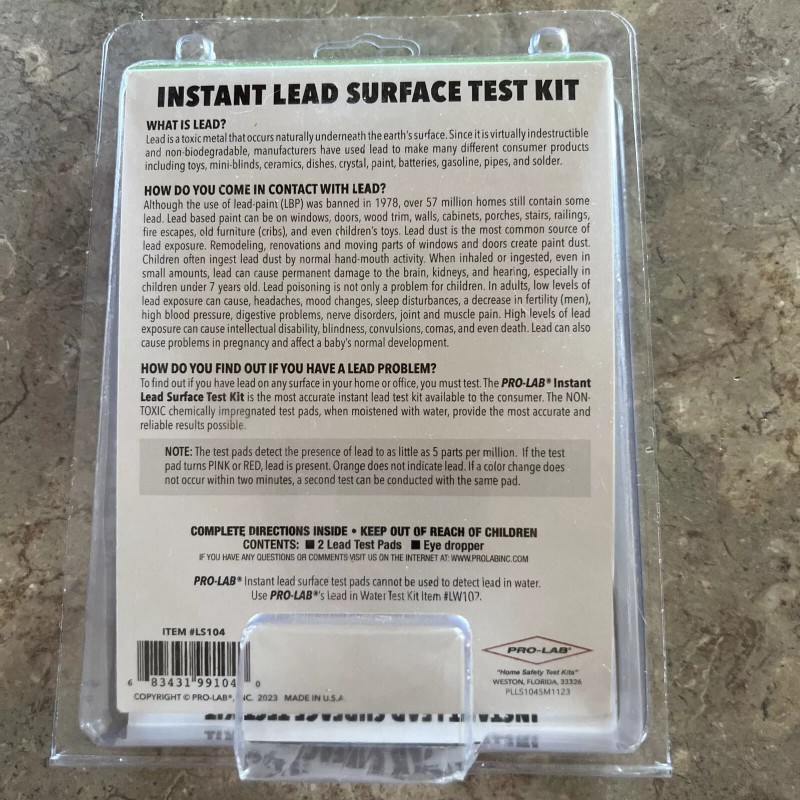 INSTANT LEAD SURFACE TEST KIT
WHAT IS LEAD?
Lead is a toxic metal that occurs naturally underneath the earth's surface. Since it is virtually indestructible
and non-biodegradable, manufacturers have used lead to make many different consumer products
including toys, mini-blinds, ceramics, dishes, crystal, paint, batteries, gasoline, pipes, and solder.
HOW DO YOU COME IN CONTACT WITH LEAD?
Although the use of lead-paint (LBP) was banned in 1978, over 57 million homes still contain some
lead. Lead based paint can be on windows, doors, wood trim, walls, cabinets, porches, stairs, railings,
fire escapes, old furniture (cribs), and even children's toys. Lead dust is the most common source of
lead exposure. Remodeling, renovations and moving parts of windows and doors create paint dust.
Children often ingest lead dust by normal hand-mouth activity. When inhaled or ingested, even in
small amounts, lead can cause permanent damage to the brain, kidneys, and hearing, especially in
children under 7 years old. Lead poisoning is not only a problem for children. In adults, low levels of
lead exposure can cause, headaches, mood changes, sleep disturbances, a decrease in fertility (men),
high blood pressure, digestive problems, nerve disorders, joint and muscle pain. High levels of lead
exposure can cause intellectual disability, blindness, convulsions, comas, and even death. Lead can also
cause problems in pregnancy and affect a baby's normal development.
HOW DO YOU FIND OUT IF YOU HAVE A LEAD PROBLEM?
To find out if you have lead on any surface in your home or office, you must test. The PRO-LAB® Instant
Lead Surface Test Kit is the most accurate instant lead test kit available to the consumer. The NON-
TOXIC chemically impregnated test pads, when moistened with water, provide the most accurate and
reliable results possible.
NOTE: The test pads detect the presence of lead to as little as 5 parts per million. If the test
pad turns PINK or RED, lead is present. Orange does not indicate lead. If a color change does
not occur within two minutes, a second test can be conducted with the same pad.
COMPLETE DIRECTIONS INSIDE • KEEP OUT OF REACH OF CHILDREN
CONTENTS: ■ 2 Lead Test Pads ■ Eye dropper
IF YOU HAVE ANY QUESTIONS OR COMMENTS VISIT US ON THE INTERNET AT: WWW.PROLABINC.COM
PRO-LAB® Instant lead surface test pads cannot be used to detect lead in water.
Use PRO-LAB®'s Lead in Water Test Kit Item #LW107.
ITEM #LS104
6 83431 99104 0
COPYRIGHT © PRO-LAB®, INC. 2023 MADE IN U.S.A.
PRO-LAB®
"Home Safety Test Kits"
WESTON, FLORIDA, 33326
PLLS104SM1123
INSTANT LEAD SURFACE TEST KIT